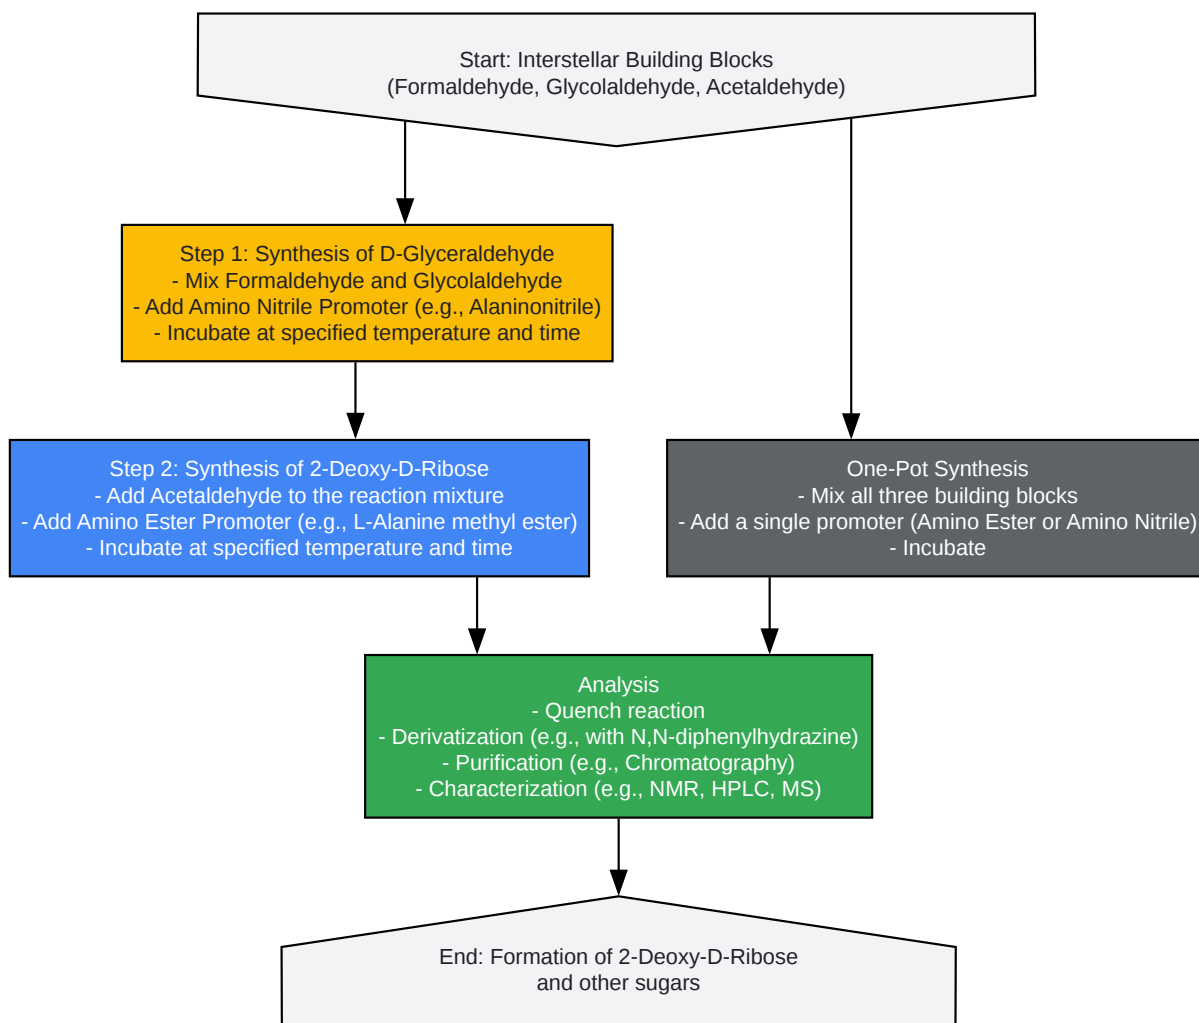 Start: Interstellar Building Blocks
(Formaldehyde, Glycolaldehyde, Acetaldehyde)
Step 1: Synthesis of D-Glyceraldehyde
- Mix Formaldehyde and Glycolaldehyde
- Add Amino Nitrile Promoter (e.g., Alaninonitrile)
- Incubate at specified temperature and time
Step 2: Synthesis of 2-Deoxy-D-Ribose
- Add Acetaldehyde to the reaction mixture
- Add Amino Ester Promoter (e.g., L-Alanine methyl ester)
- Incubate at specified temperature and time
One-Pot Synthesis
- Mix all three building blocks
- Add a single promoter (Amino Ester or Amino Nitrile)
- Incubate
Analysis
- Quench reaction
- Derivatization (e.g., with N,N-diphenylhydrazine)
- Purification (e.g., Chromatography)
- Characterization (e.g., NMR, HPLC, MS)
End: Formation of 2-Deoxy-D-Ribose
and other sugars